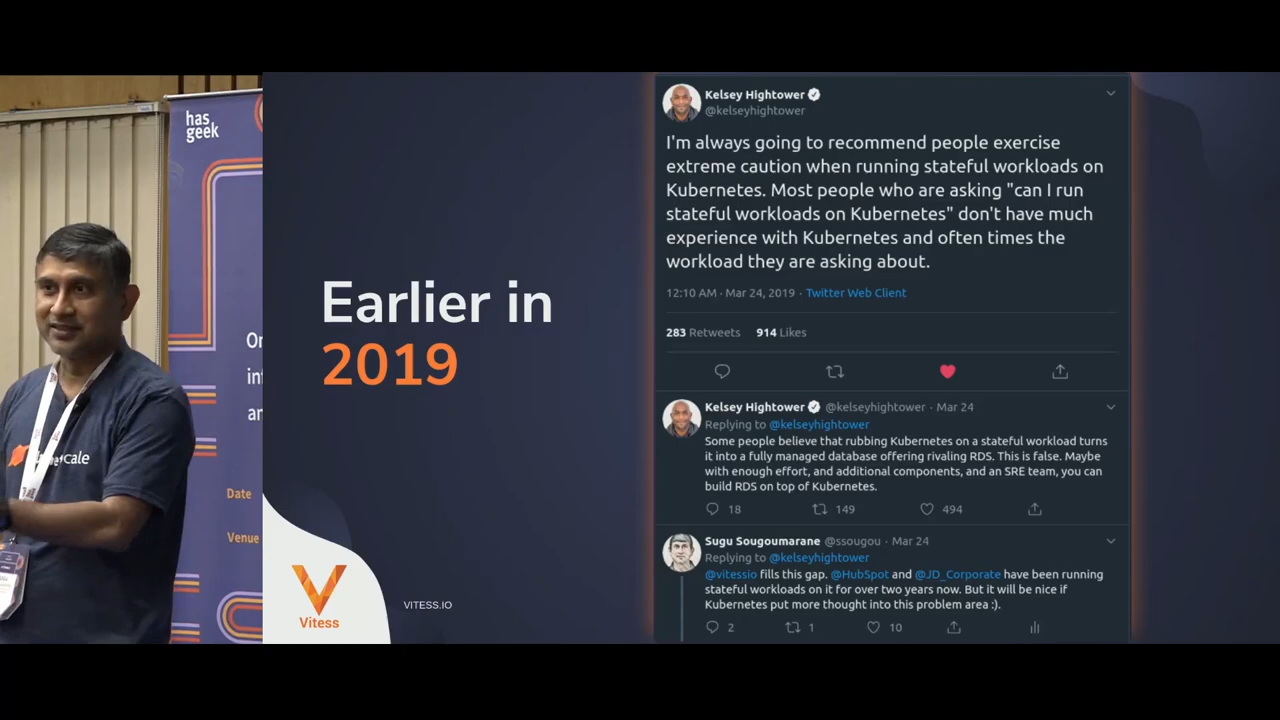 has
geek
On
inf
an
Date
Venue
Earlier in
2019
Vitess
VITESS.IO
Kelsey Hightower
@kelseyhightower
I'm always going to recommend people exercise
extreme caution when running stateful workloads on
Kubernetes. Most people who are asking "can I run
stateful workloads on Kubernetes" don't have much
experience with Kubernetes and often times the
workload they are asking about.
12:10 AM · Mar 24, 2019 · Twitter Web Client
283 Retweets 914 Likes
Kelsey Hightower @kelseyhightower · Mar 24
Replying to @kelseyhightower
Some people believe that rubbing Kubernetes on a stateful workload turns
it into a fully managed database offering rivaling RDS. This is false. Maybe
with enough effort, and additional components, and an SRE team, you can
build RDS on top of Kubernetes.
18 149 494
Sugu Sougoumarane @ssougou · Mar 24
Replying to @kelseyhightower
@vitessio fills this gap. @HubSpot and @JD_Corporate have been running
stateful workloads on it for over two years now. But it will be nice if
Kubernetes put more thought into this problem area :).
2 1 10